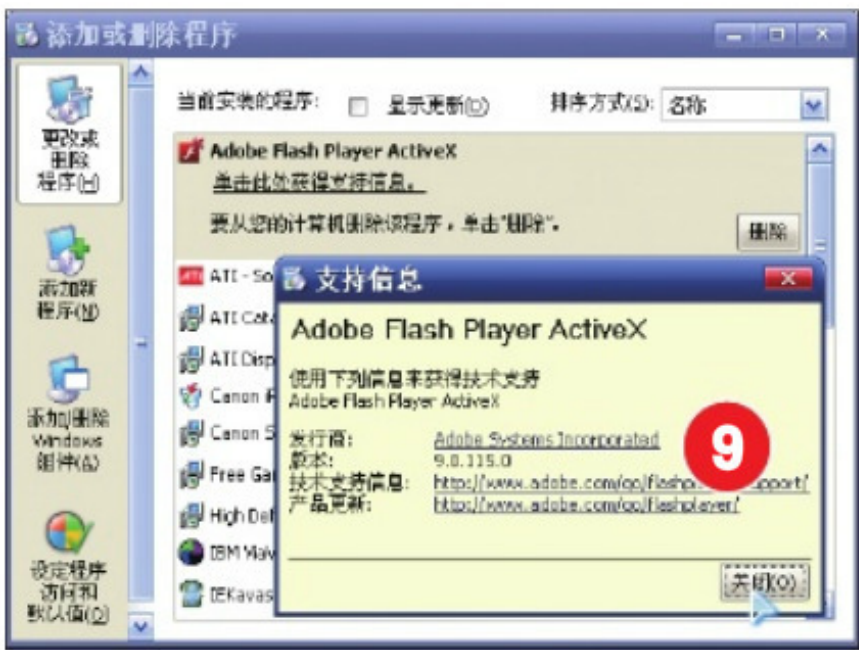 添加或删除程序
更改或
删除
程序(H)
添加新
程序(N)
添加/删除
Windows
组件(A)
设定程序
访问和
默认值(O)
当前安装的程序:
显示更新(D)
排序方式(S):
名称
Adobe Flash Player ActiveX
单击此处获得支持信息。
要从您的计算机删除该程序，单击"删除"。
删除
ATI - So
ATI Cata
ATI Disp
Canon
Canon S
Free Ga
High Def
支持信息
Adobe Flash Player ActiveX
使用下列信息来获得技术支持
Adobe Flash Player ActiveX
发行商: Adobe Systems Incorporated
版本: 9.0.115.0
技术支持信息:
产品更新: http://www.adobe.com/go/flashplayer/
9
关闭(O)